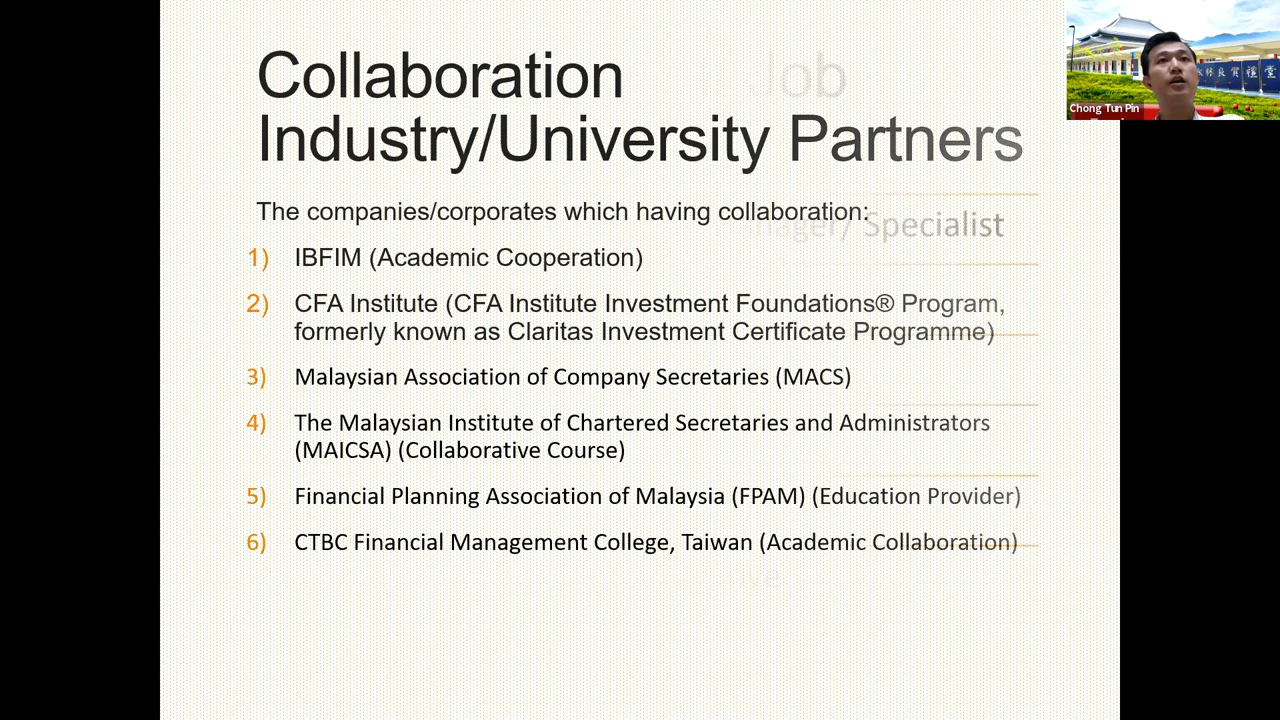 Collaboration
Job
Industry/University Partners
The companies/corporates which having collaboration:
Specialist
1) IBFIM (Academic Cooperation)
2) CFA Institute (CFA Institute Investment Foundations® Program,
formerly known as Claritas Investment Certificate Programme)
3) Malaysian Association of Company Secretaries (MACS)
4) The Malaysian Institute of Chartered Secretaries and Administrators
(MAICSA) (Collaborative Course)
5) Financial Planning Association of Malaysia (FPAM) (Education Provider)
6) CTBC Financial Management College, Taiwan (Academic Collaboration)
Chong Tun Pin